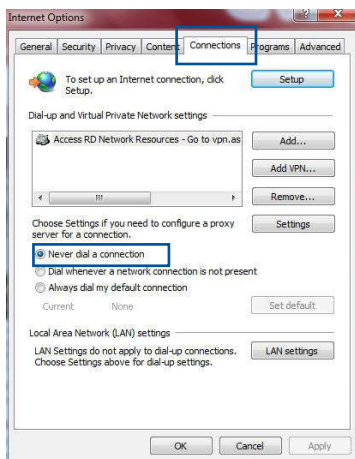 Internet Options
General Security Privacy Content Connections Programs Advanced
To set up an Internet connection, click
Setup.
Setup
Dial-up and Virtual Private Network settings
Access RD Network Resources - Go to vpn.as
Add...
Add VPN...
Remove...
Choose Settings if you need to configure a proxy
server for a connection.
Settings
Never dial a connection
Dial whenever a network connection is not present
Always dial my default connection
Current None
Set default
Local Area Network (LAN) settings
LAN Settings do not apply to dial-up connections.
Choose Settings above for dial-up settings.
LAN settings
OK Cancel Apply